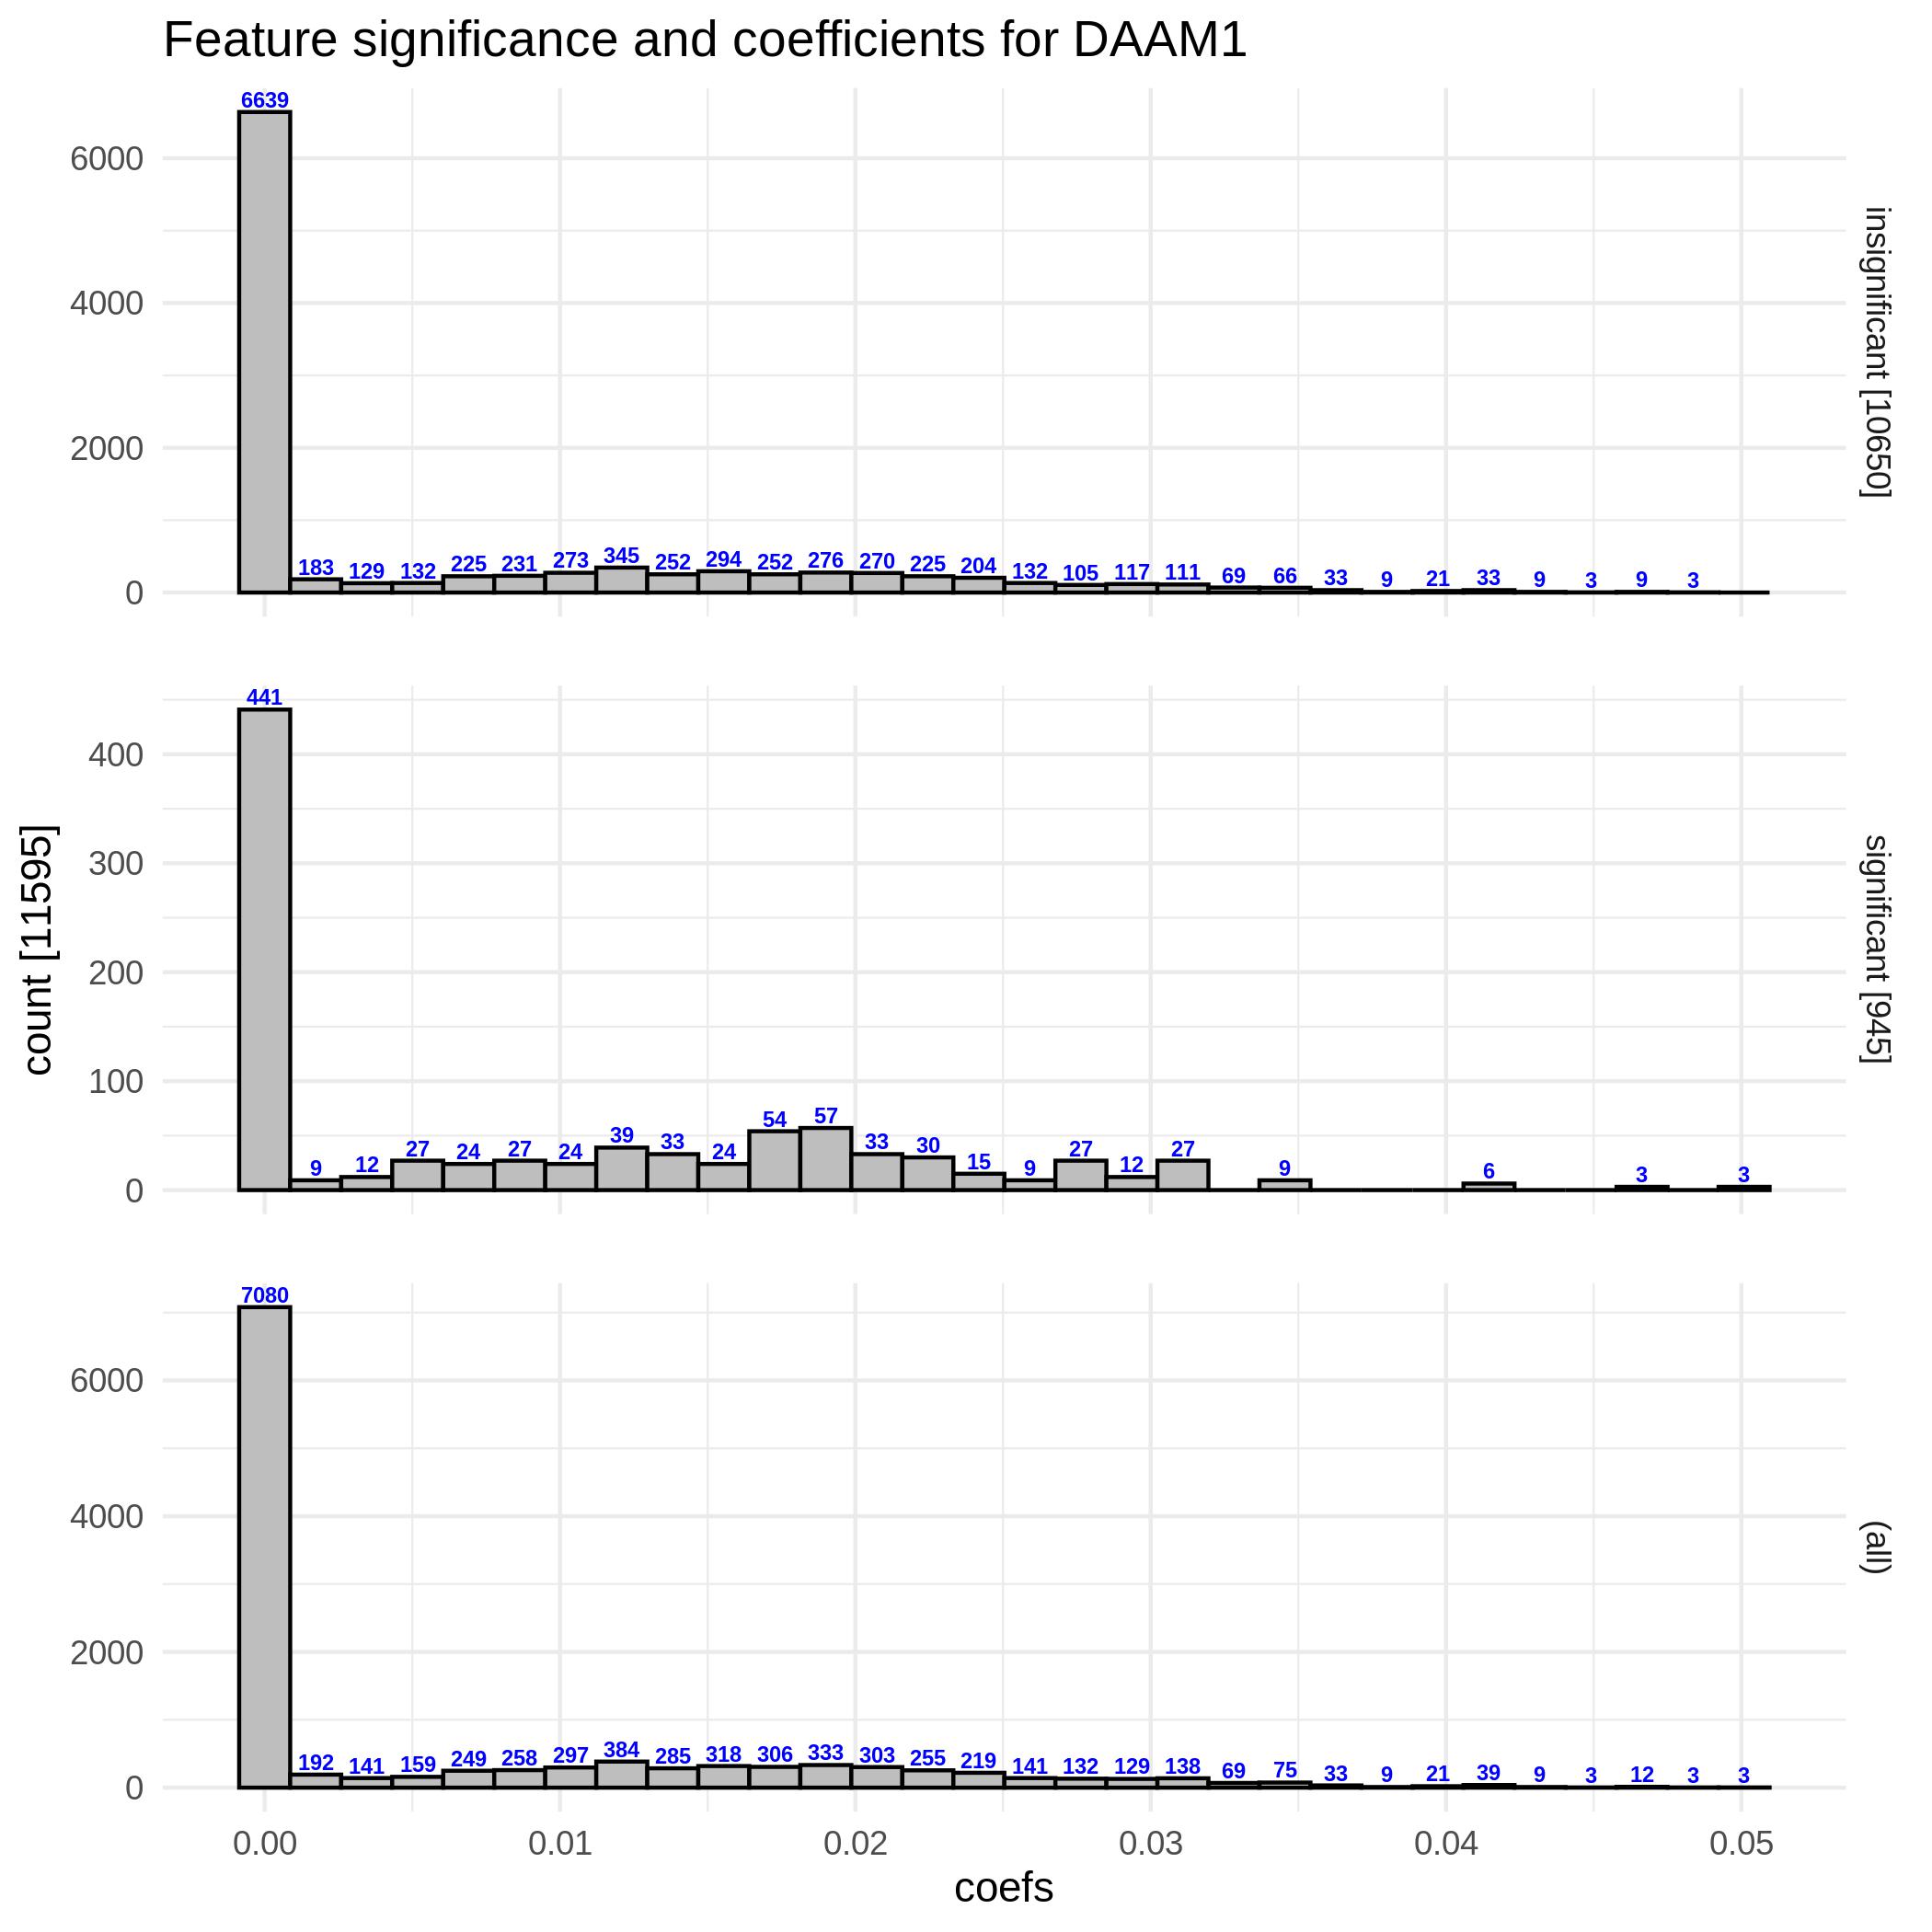 Feature significance and coefficients for DAAM1
6639
6000
4000
2000
0
183 129 132 225 231 273 345 252 294 252 276 270 225 204 132 105 117 111 69 66 33 9 21 33 9 3 9 3
insignificant [10650]
441
400
300
200
100
0
9 12 27 24 27 24 39 33 24 54 57 33 30 15 9 27 12 27 9 6 3 3
significant [945]
count [11595]
7080
6000
4000
2000
0
192 141 159 249 258 297 384 285 318 306 333 303 255 219 141 132 129 138 69 75 33 9 21 39 9 3 12 3 3
(all)
0.00 0.01 0.02 0.03 0.04 0.05
coefs